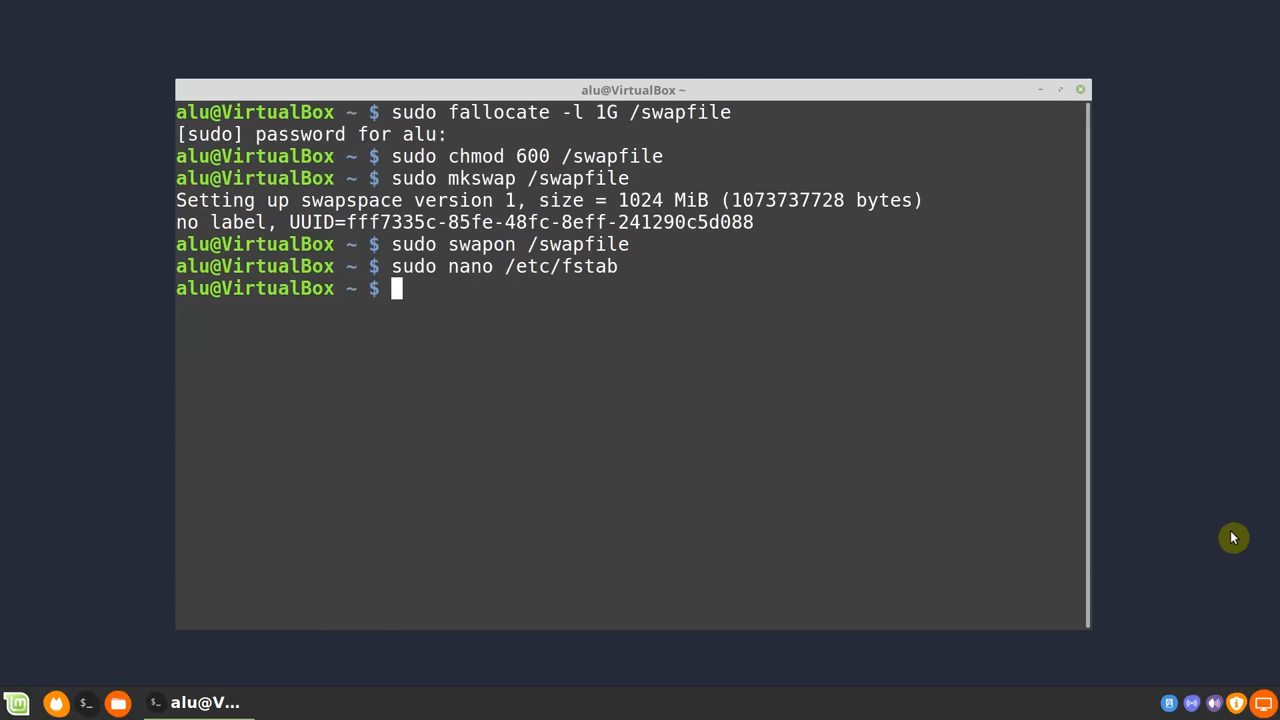 alu@VirtualBox ~
alu@VirtualBox ~ $ sudo fallocate -l 1G /swapfile
[sudo] password for alu:
alu@VirtualBox ~ $ sudo chmod 600 /swapfile
alu@VirtualBox ~ $ sudo mkswap /swapfile
Setting up swapspace version 1, size = 1024 MiB (1073737728 bytes)
no label, UUID=fff7335c-85fe-48fc-8eff-241290c5d088
alu@VirtualBox ~ $ sudo swapon /swapfile
alu@VirtualBox ~ $ sudo nano /etc/fstab
alu@VirtualBox ~ $
$_ $_ alu@V...